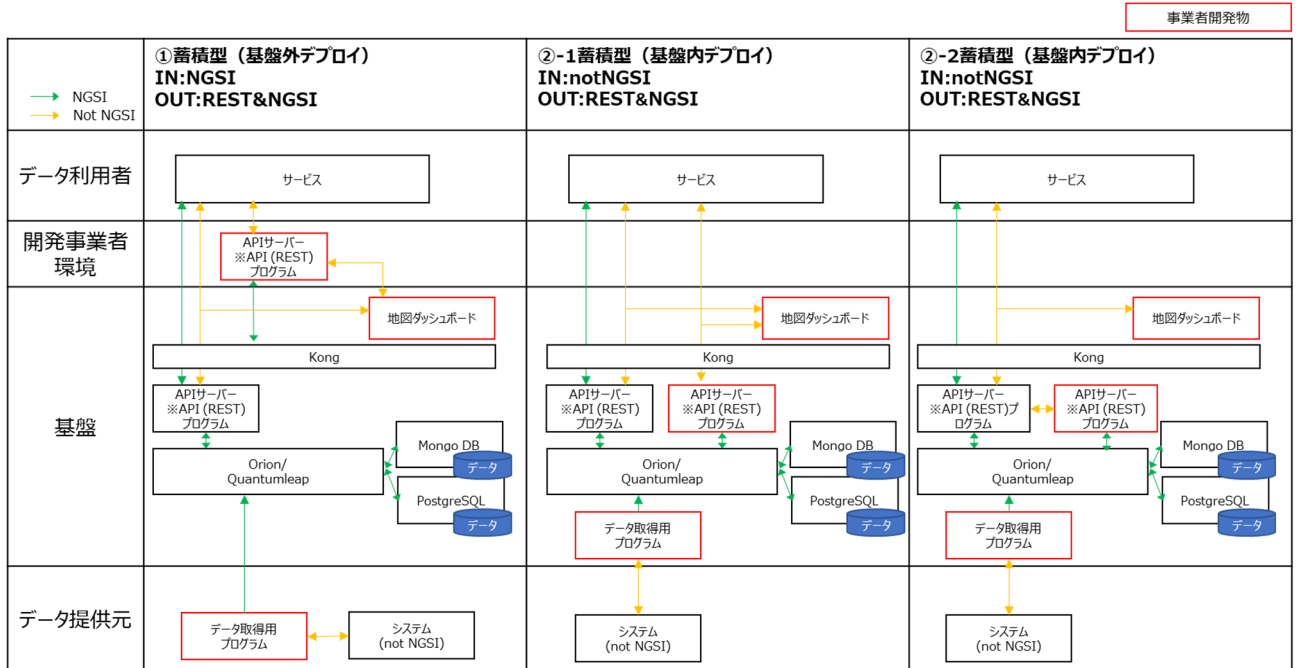 事業者開発物
NGSI
Not NGSI
①蓄積型（基盤外デプロイ）
IN:NGSI
OUT:REST&NGSI
②-1蓄積型（基盤内デプロイ）
IN:notNGSI
OUT:REST&NGSI
②-2蓄積型（基盤内デプロイ）
IN:notNGSI
OUT:REST&NGSI
データ利用者
サービス
サービス
サービス
開発事業者
環境
APIサーバー
※API (REST)
プログラム
基盤
地図ダッシュボード
Kong
APIサーバー
※API (REST)
プログラム
Orion/
Quantumleap
Mongo DB
データ
PostgreSQL
データ
地図ダッシュボード
Kong
APIサーバー
※API (REST)
プログラム
APIサーバー
※API (REST)
プログラム
Orion/
Quantumleap
Mongo DB
データ
PostgreSQL
データ
データ取得用
プログラム
地図ダッシュボード
Kong
APIサーバー
※API (REST)プ
ログラム
APIサーバー
※API (REST)
プログラム
Orion/
Quantumleap
Mongo DB
データ
PostgreSQL
データ
データ取得用
プログラム
データ提供元
データ取得用
プログラム
システム
(not NGSI)
システム
(not NGSI)
システム
(not NGSI)